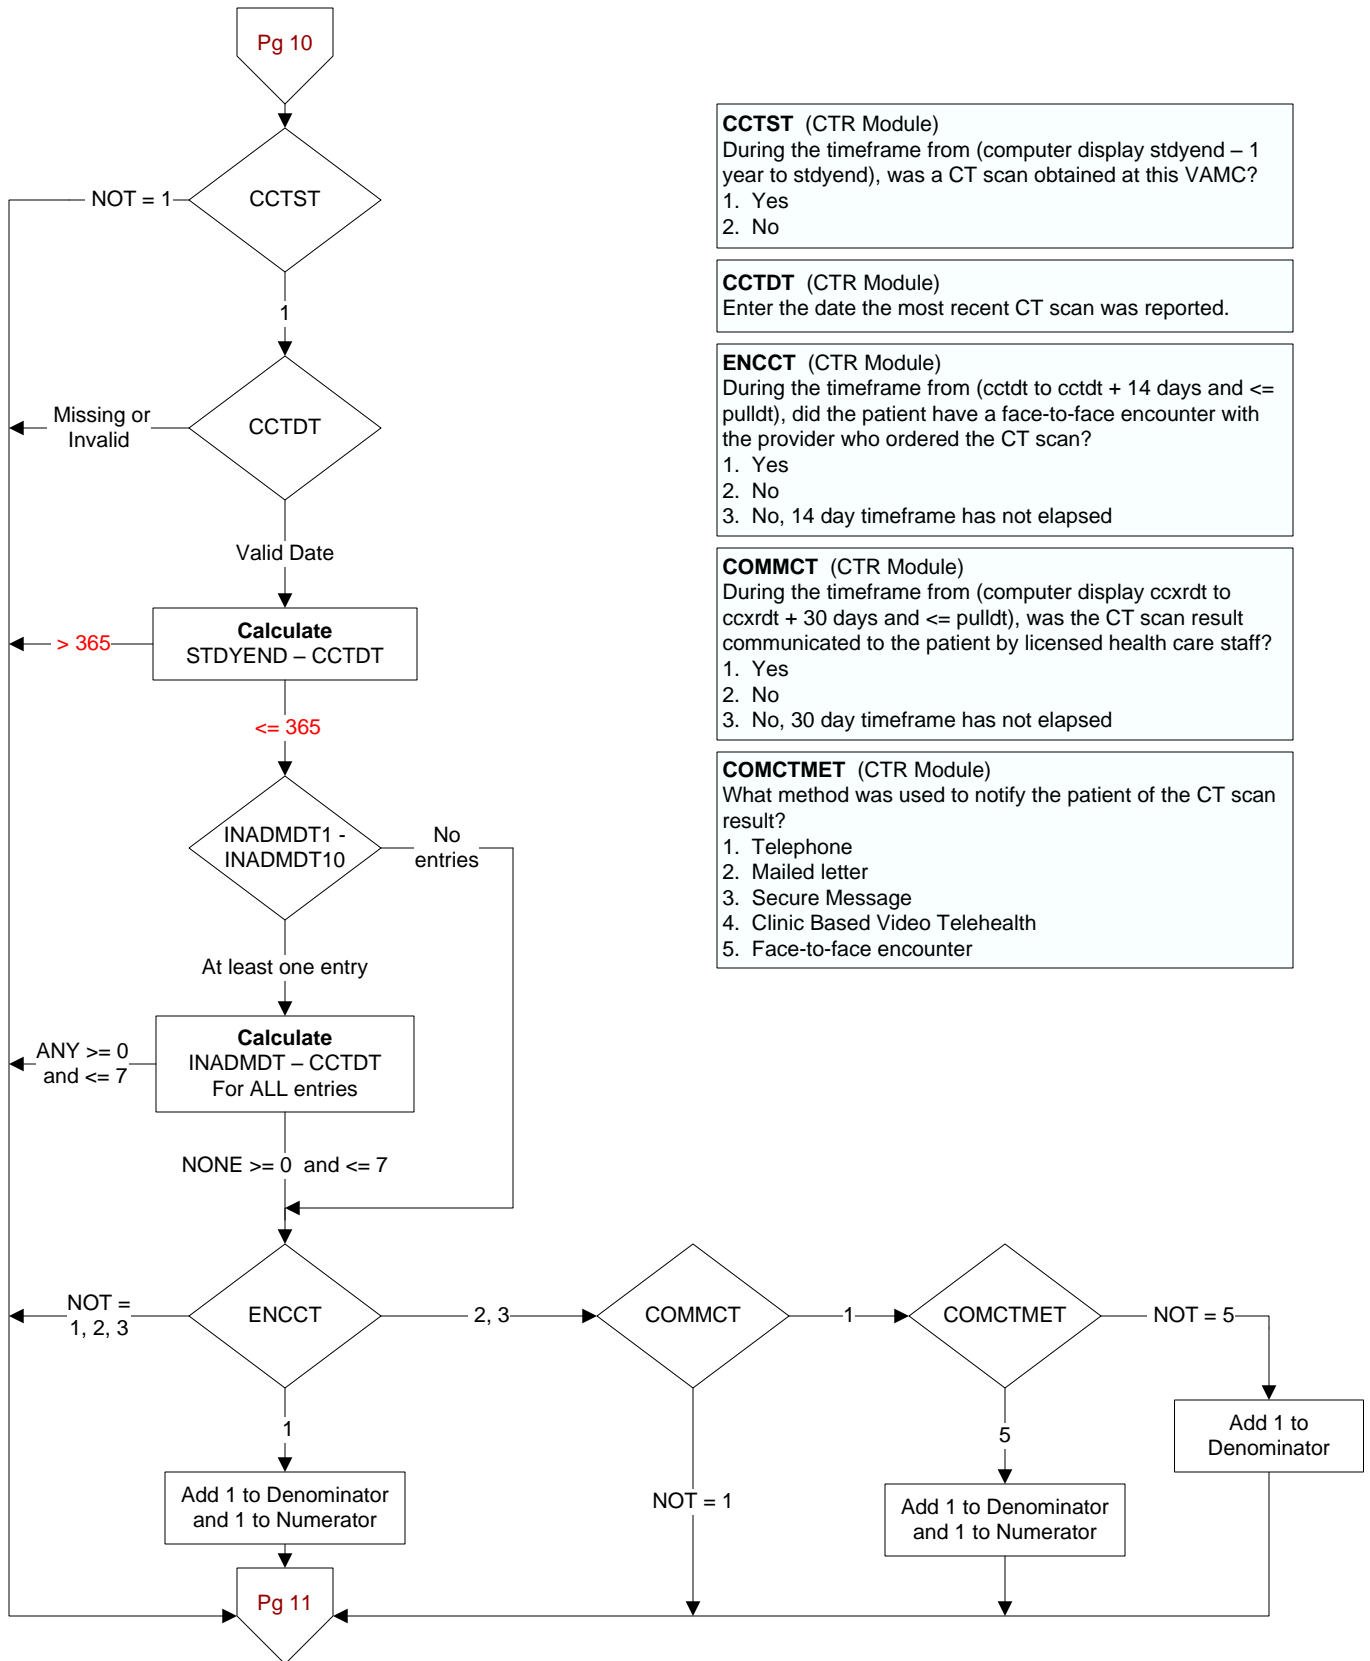 Pg 10
CCTST
NOT = 1
1
CCTDT
Missing or
Invalid
Valid Date
Calculate
STDYEND – CCTDT
> 365
<= 365
INADMDT1 -
INADMDT10
No
entries
At least one entry
Calculate
INADMDT – CCTDT
For ALL entries
ANY >= 0
and <= 7
NONE >= 0 and <= 7
ENCCT
NOT =
1, 2, 3
2, 3
COMMCT
1
COMCTMET
NOT = 5
Add 1 to
Denominator
1
Add 1 to Denominator
and 1 to Numerator
NOT = 1
5
Add 1 to Denominator
and 1 to Numerator
Pg 11
CCTST (CTR Module)
During the timeframe from (computer display stdyend – 1
year to stdyend), was a CT scan obtained at this VAMC?
1. Yes
2. No
CCTDT (CTR Module)
Enter the date the most recent CT scan was reported.
ENCCT (CTR Module)
During the timeframe from (cctdt to cctdt + 14 days and <=
pulldt), did the patient have a face-to-face encounter with
the provider who ordered the CT scan?
1. Yes
2. No
3. No, 14 day timeframe has not elapsed
COMMCT (CTR Module)
During the timeframe from (computer display ccxrdt to
ccxrdt + 30 days and <= pulldt), was the CT scan result
communicated to the patient by licensed health care staff?
1. Yes
2. No
3. No, 30 day timeframe has not elapsed
COMCTMET (CTR Module)
What method was used to notify the patient of the CT scan
result?
1. Telephone
2. Mailed letter
3. Secure Message
4. Clinic Based Video Telehealth
5. Face-to-face encounter